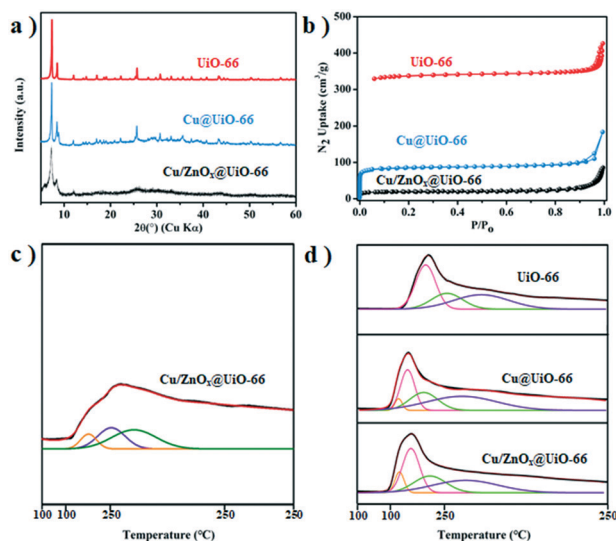 a )
UiO-66
Cu@UiO-66
Cu/ZnOₓ@UiO-66
Intensity (a.u.)
10 20 30 40 50 60
2θ(°) (Cu Kα)
b )
500
400
300
200
100
0
UiO-66
Cu@UiO-66
Cu/ZnOₓ@UiO-66
N₂ Uptake (cm³/g)
0.0 0.2 0.4 0.6 0.8 1.0
P/Pₒ
c )
Cu/ZnOₓ@UiO-66
100 100 250 250 250
Temperature (°C)
d )
UiO-66
Cu@UiO-66
Cu/ZnOₓ@UiO-66
100 100 250 250
Temperature (°C)